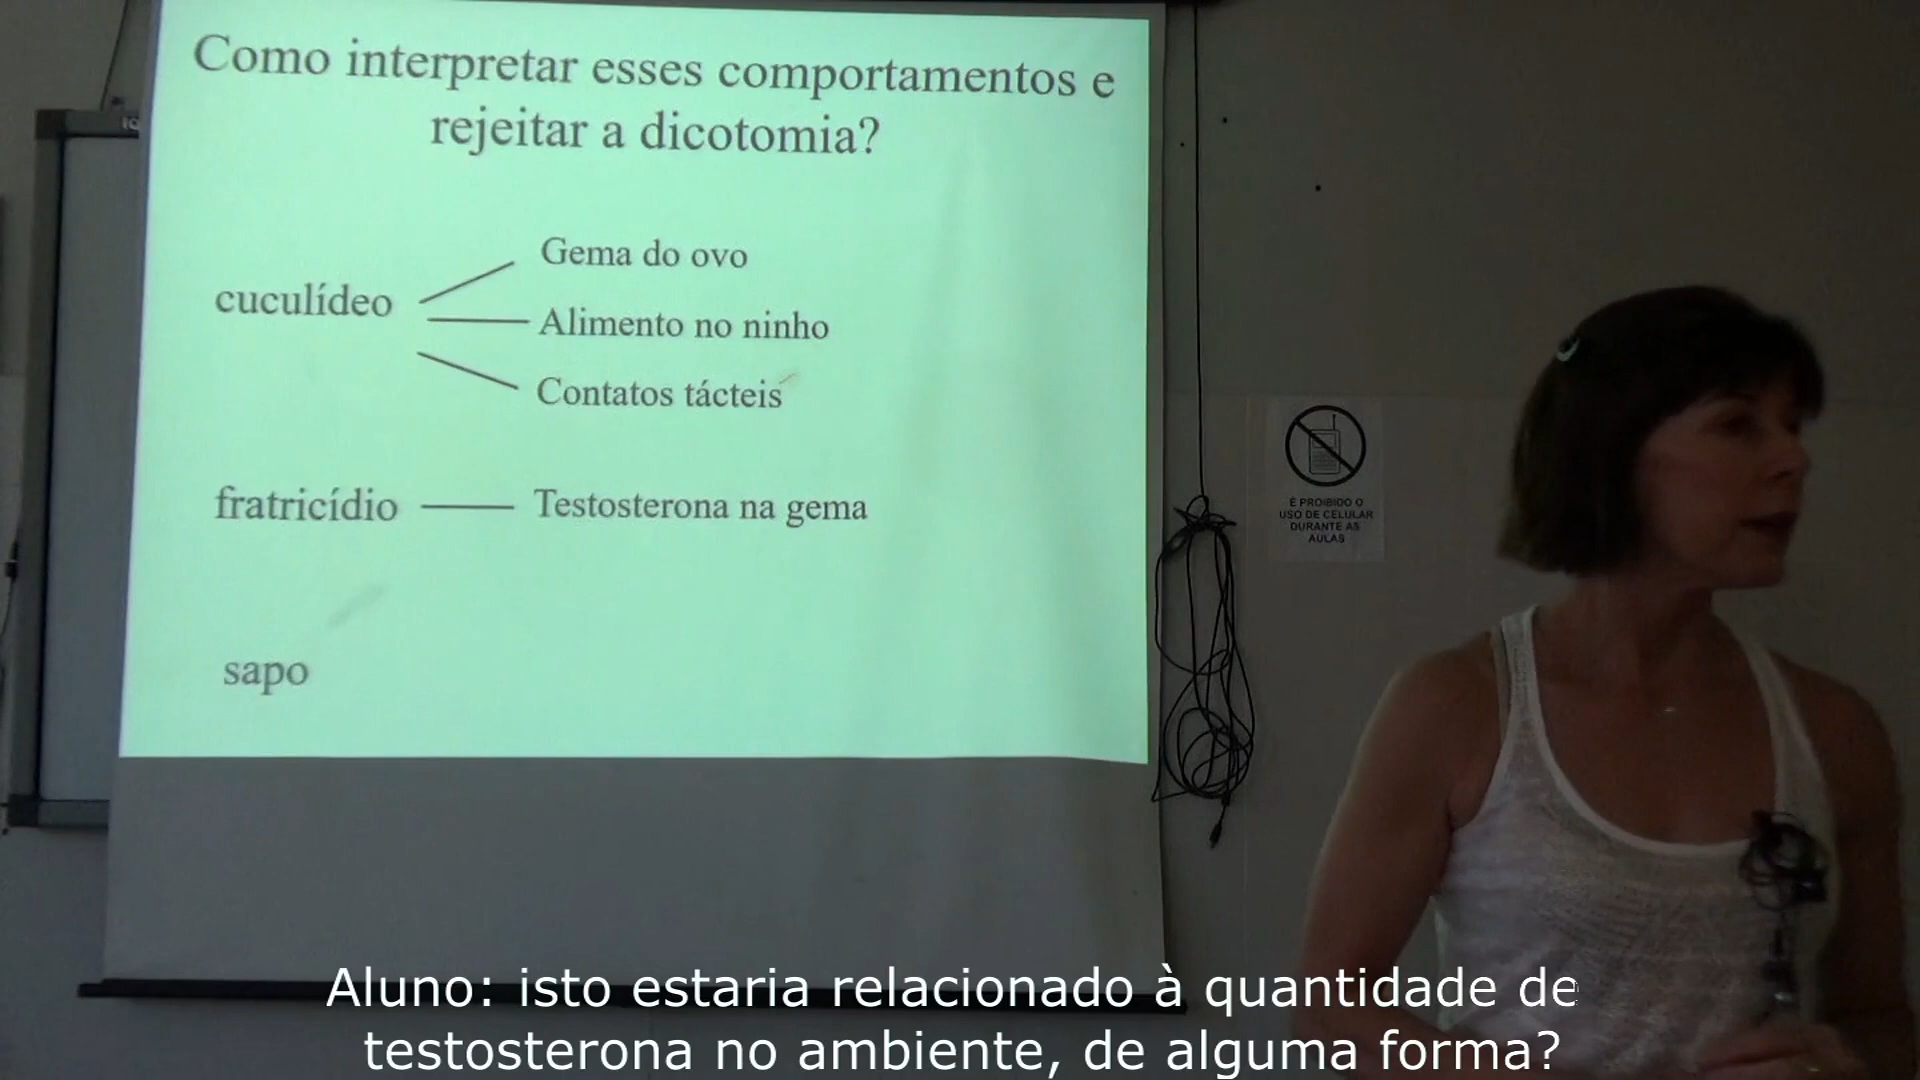 Como interpretar esses comportamentos e
rejeitar a dicotomia?
Gema do ovo
cuculídeo
Alimento no ninho
Contatos tácteis
fratricídio
Testosterona na gema
sapo
É PROIBIDO O
USO DE CELULAR
DURANTE AS
AULAS
Aluno: isto estaria relacionado à quantidade de
testosterona no ambiente, de alguma forma?